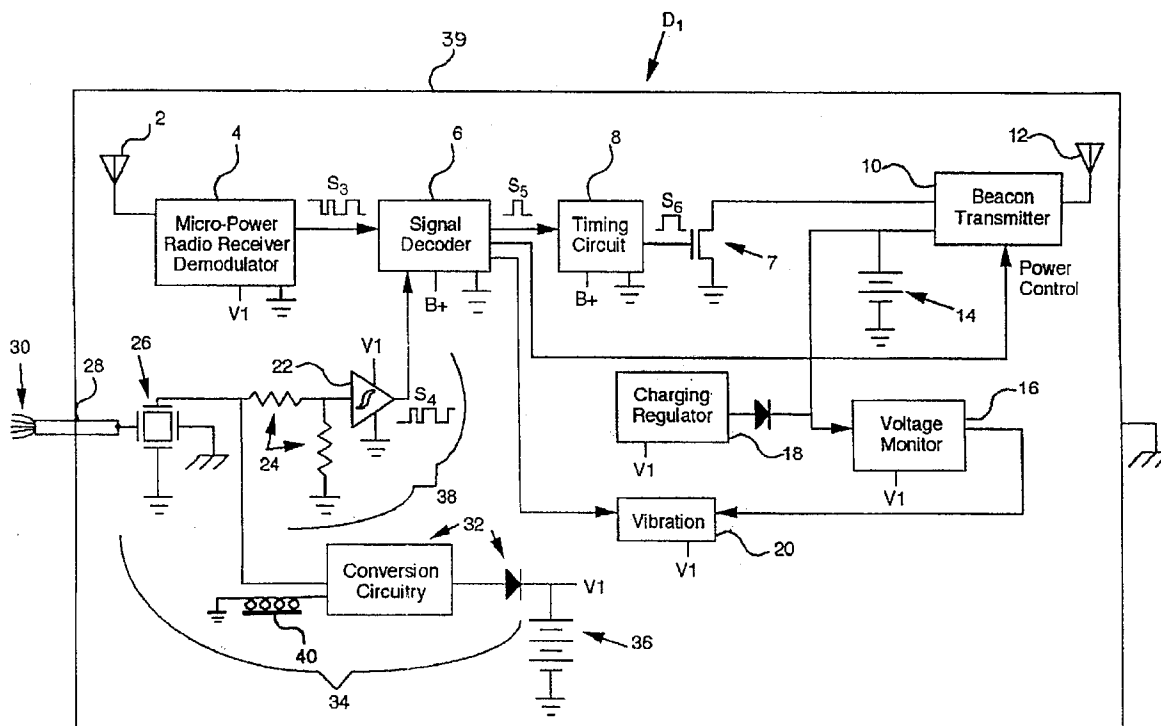 D1
39
2
4
6
8
12
10
S3
S5
S6
Micro-Power
Radio Receiver
Demodulator
Signal
Decoder
Timing
Circuit
Beacon
Transmitter
7
V1
B+
B+
Power
Control
14
30
28
26
22
V1
S4
24
38
Charging
Regulator
18
V1
16
Voltage
Monitor
V1
Vibration
20
V1
32
Conversion
Circuitry
V1
40
36
34